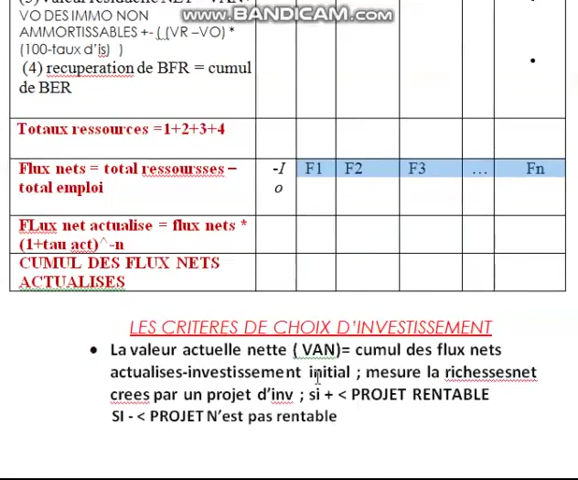 www.BANDICAM.com
VO DES IMMO NON
AMMORTISSABLES +- ( (VR –VO) *
(100-taux d'is) )
(4) recuperation de BFR = cumul
de BER
Totaux ressources =1+2+3+4
Flux nets = total ressoursses –
total emploi
-I
o
F1 F2 F3 … Fn
FLux net actualise = flux nets *
(1+tau act)^-n
CUMUL DES FLUX NETS
ACTUALISES
LES CRITERES DE CHOIX D'INVESTISSEMENT
• La valeur actuelle nette ( VAN)= cumul des flux nets
actualises-investissement initial ; mesure la richessesnet
crees par un projet d'inv ; si + < PROJET RENTABLE
SI - < PROJET N'est pas rentable